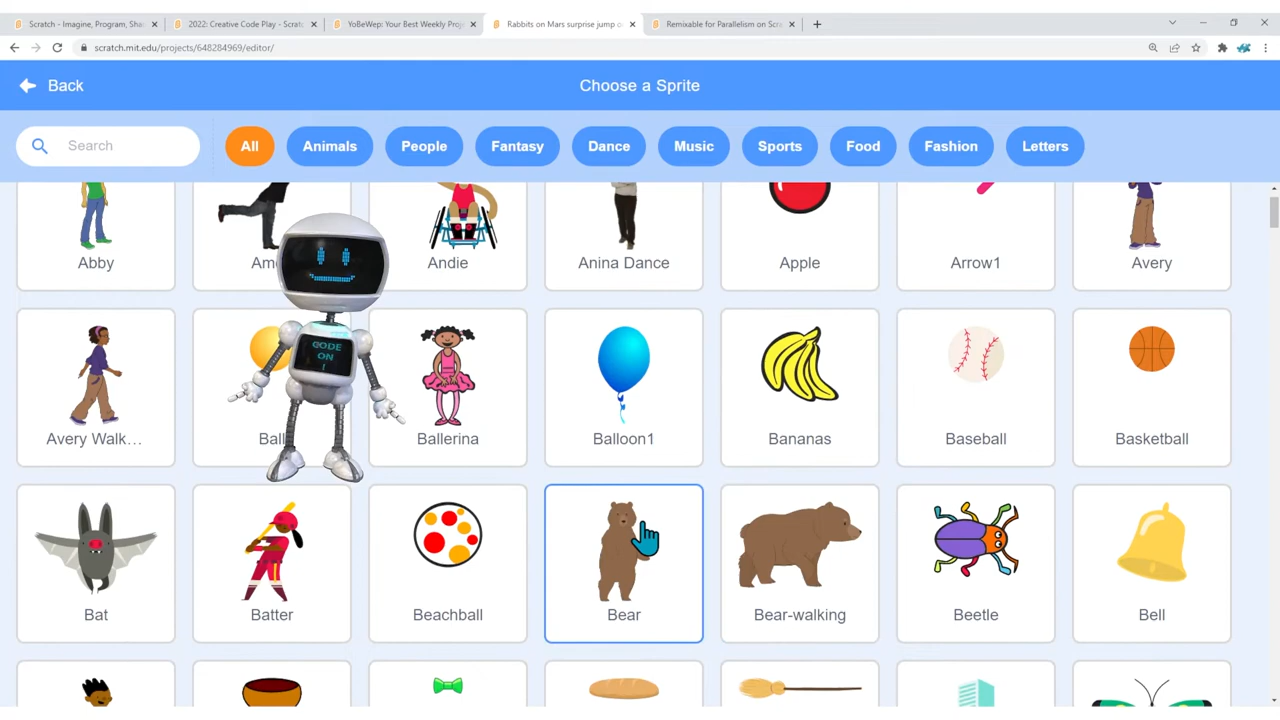 Scratch - Imagine, Program, Sha
2022: Creative Code Play - Scratc
YoBeWep: Your Best Weekly Proje
Rabbits on Mars surprise jump o
Remixable for Parallelism on Scr
scratch.mit.edu/projects/648284969/editor/
Back
Choose a Sprite
Search
All
Animals
People
Fantasy
Dance
Music
Sports
Food
Fashion
Letters
Abby
Am
Andie
Anina Dance
Apple
Arrow1
Avery
CODE
ON
!
Avery Walk...
Ball
Ballerina
Balloon1
Bananas
Baseball
Basketball
Bat
Batter
Beachball
Bear
Bear-walking
Beetle
Bell